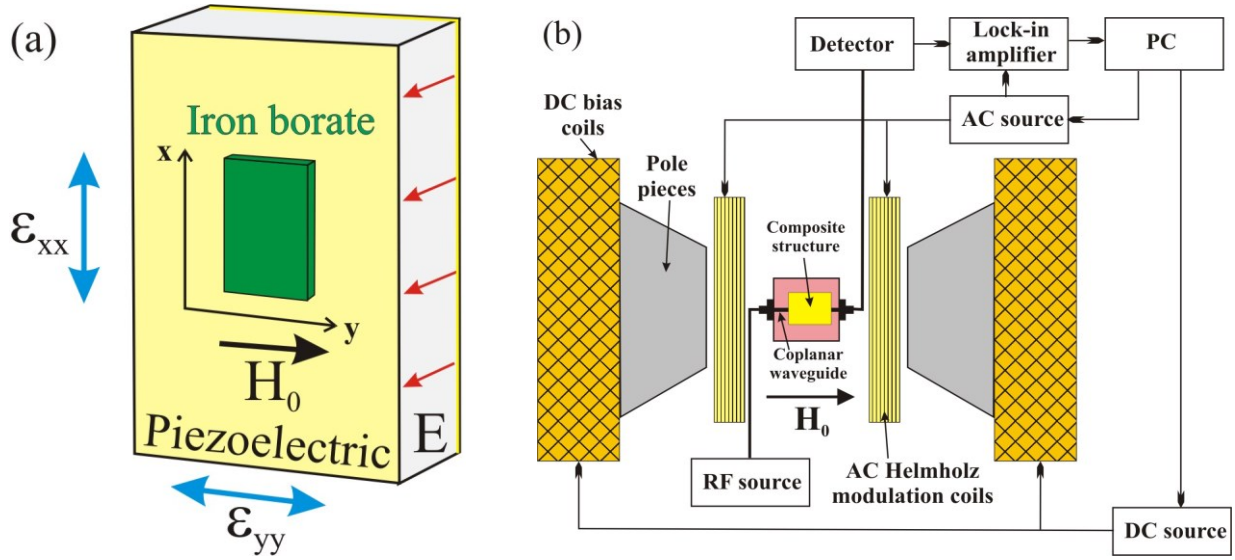 (a)
Iron borate
x
εxx
y
H0
Piezoelectric
E
εyy
(b)
Detector
Lock-in
amplifier
PC
AC source
DC bias
coils
Pole
pieces
Composite
structure
Coplanar
waveguide
H0
RF source
AC Helmholz
modulation coils
DC source